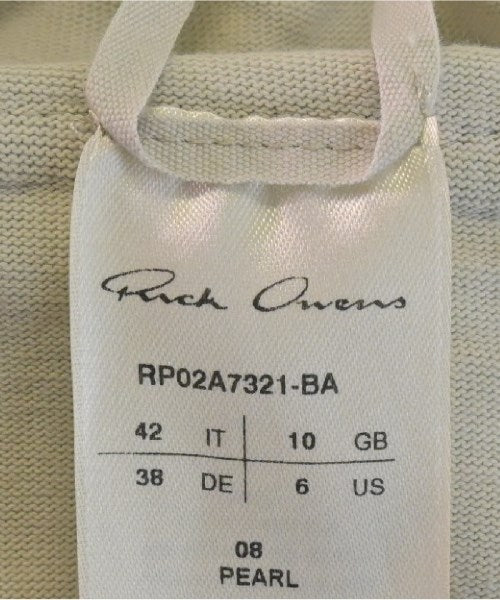 Rick Owens
RP02A7321-BA
42 IT 10 GB
38 DE 6 US
08
PEARL